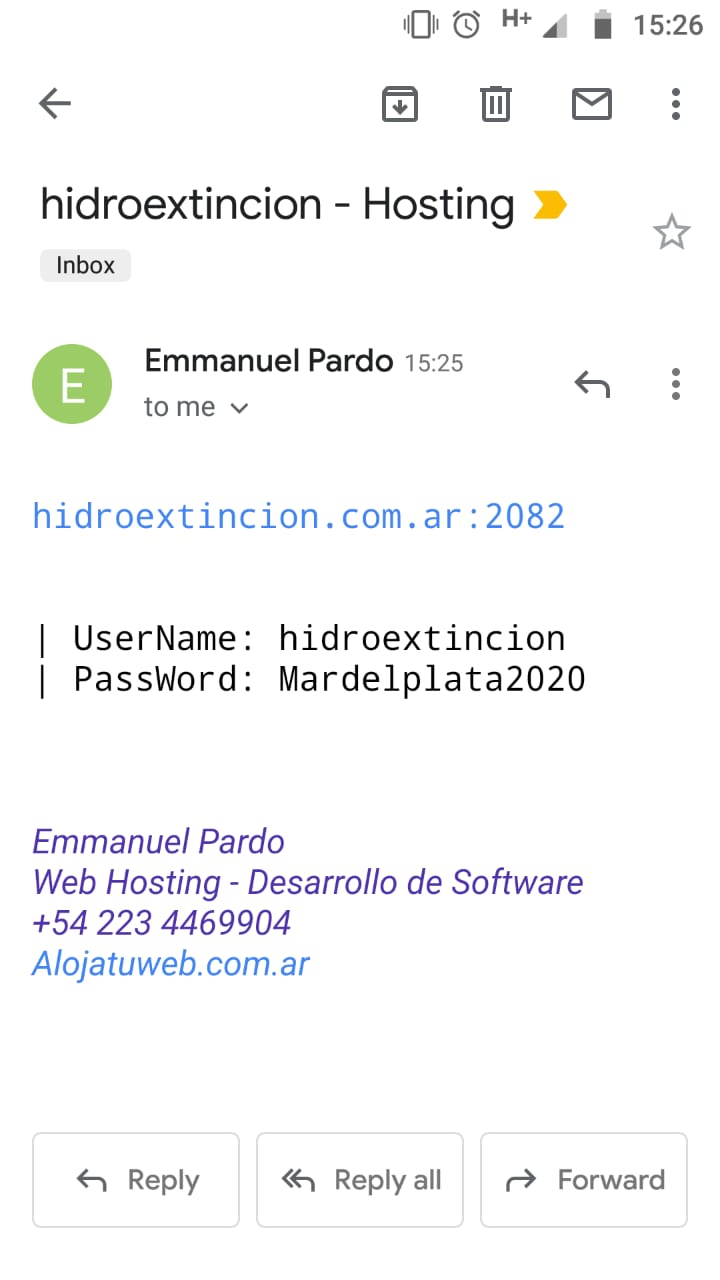 H+ 15:26
hidroextincion - Hosting
Inbox
E
Emmanuel Pardo 15:25
to me
hidroextincion.com.ar:2082
| UserName: hidroextincion
| PassWord: Mardelplata2020
Emmanuel Pardo
Web Hosting - Desarrollo de Software
+54 223 4469904
Alojatuweb.com.ar
Reply Reply all Forward